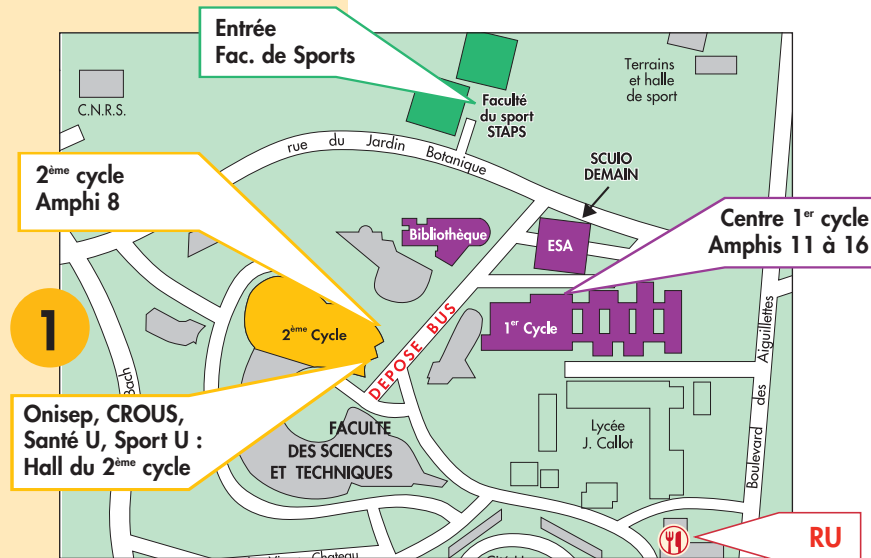 Entrée
Fac. de Sports
Terrains
et halle
de sport
C.N.R.S.
Faculté
du sport
STAPS
rue du Jardin Botanique
SCUIO
DEMAIN
2ème cycle
Amphi 8
Centre 1er cycle
Amphis 11 à 16
Bibliothèque
ESA
1
2ème Cycle
1er Cycle
DEPOSE BUS
Boulevard des Aiguillettes
Bach
Onisep, CROUS,
Santé U, Sport U :
Hall du 2ème cycle
FACULTE
DES SCIENCES
ET TECHNIQUES
Lycée
J. Callot
RU
Chateau